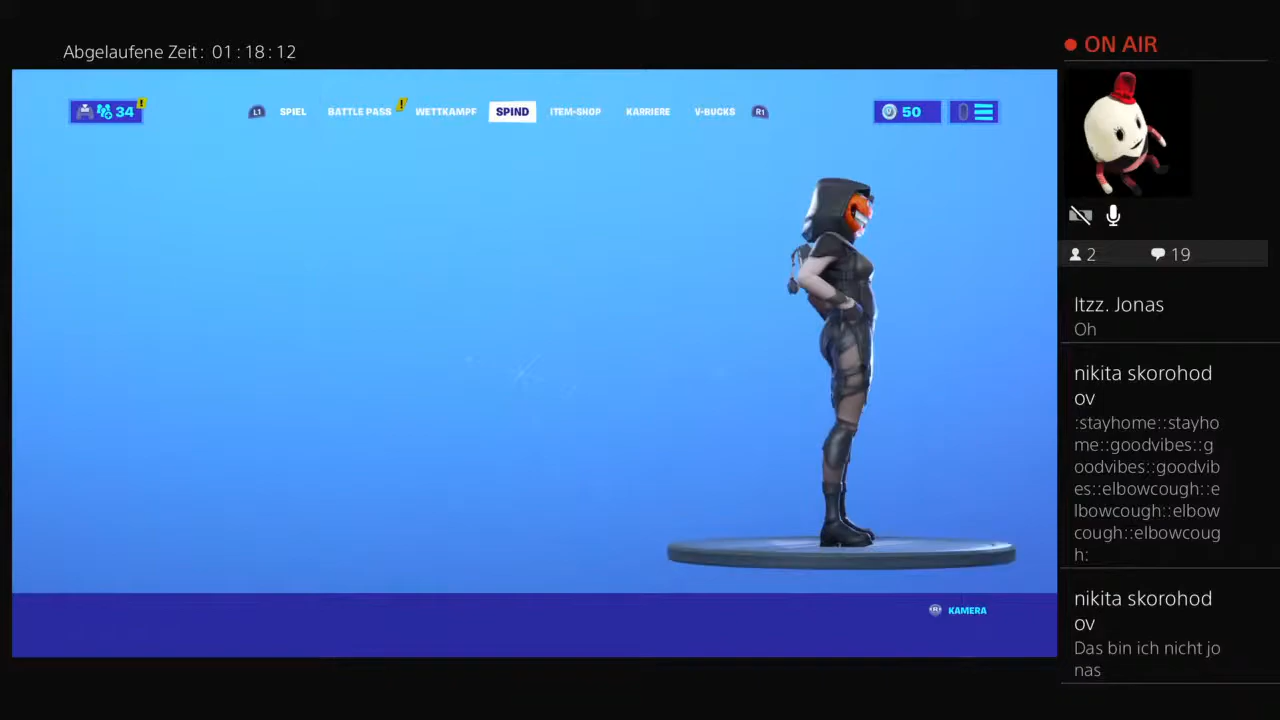 Abgelaufene Zeit: 01:18:12
ON AIR
34 ! L1 SPIEL BATTLE PASS ! WETTKAMPF SPIND ITEM-SHOP KARRIERE V-BUCKS R1 50
2 19
Itzz. Jonas
Oh
nikita skorohod
ov
:stayhome::stayho
me::goodvibes::g
oodvibes::goodvib
es::elbowcough::e
lbowcough::elbow
cough::elbowcoug
h:
nikita skorohod
ov
Das bin ich nicht jo
nas
R KAMERA